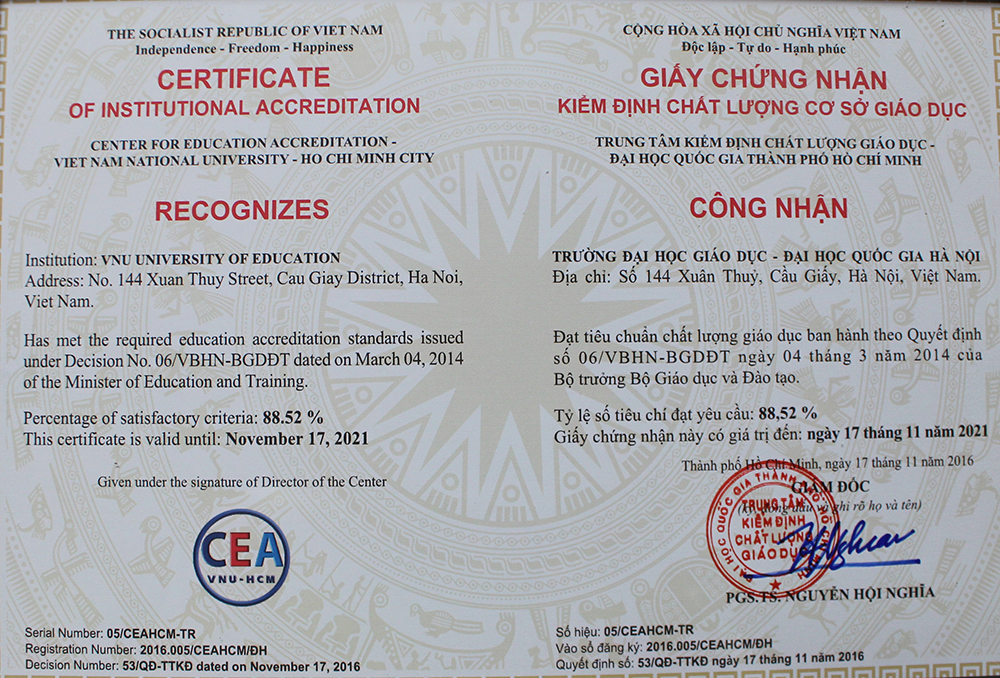 THE SOCIALIST REPUBLIC OF VIET NAM
Independence - Freedom - Happiness
CERTIFICATE
OF INSTITUTIONAL ACCREDITATION
CENTER FOR EDUCATION ACCREDITATION -
VIET NAM NATIONAL UNIVERSITY - HO CHI MINH CITY
RECOGNIZES
Institution: VNU UNIVERSITY OF EDUCATION
Address: No. 144 Xuan Thuy Street, Cau Giay District, Ha Noi,
Viet Nam.
Has met the required education accreditation standards issued
under Decision No. 06/VBHN-BGDĐT dated on March 04, 2014
of the Minister of Education and Training.
Percentage of satisfactory criteria: 88.52 %
This certificate is valid until: November 17, 2021
Given under the signature of Director of the Center
CEA
VNU-HCM
Serial Number: 05/CEAHCM-TR
Registration Number: 2016.005/CEAHCM/ĐH
Decision Number: 53/QĐ-TTKĐ dated on November 17, 2016
CỘNG HÒA XÃ HỘI CHỦ NGHĨA VIỆT NAM
Độc lập - Tự do - Hạnh phúc
GIẤY CHỨNG NHẬN
KIỂM ĐỊNH CHẤT LƯỢNG CƠ SỞ GIÁO DỤC
TRUNG TÂM KIỂM ĐỊNH CHẤT LƯỢNG GIÁO DỤC -
ĐẠI HỌC QUỐC GIA THÀNH PHỐ HỒ CHÍ MINH
CÔNG NHẬN
TRƯỜNG ĐẠI HỌC GIÁO DỤC - ĐẠI HỌC QUỐC GIA HÀ NỘI
Địa chỉ: Số 144 Xuân Thuỷ, Cầu Giấy, Hà Nội, Việt Nam.
Đạt tiêu chuẩn chất lượng giáo dục ban hành theo Quyết định
số 06/VBHN-BGDĐT ngày 04 tháng 3 năm 2014 của
Bộ trưởng Bộ Giáo dục và Đào tạo.
Tỷ lệ số tiêu chí đạt yêu cầu: 88.52 %
Giấy chứng nhận này có giá trị đến: ngày 17 tháng 11 năm 2021
Thành phố Hồ Chí Minh, ngày 17 tháng 11 năm 2016
GIÁM ĐỐC
ghi rõ họ và tên)
ĐẠI HỌC QUỐC GIA THÀNH PHỐ HỒ CHÍ MINH
TRUNG TÂM
KIỂM ĐỊNH
CHẤT LƯỢNG
GIÁO DỤC
PGS.TS. NGUYỄN HỘI NGHĨA
Số hiệu: 05/CEAHCM-TR
Vào sổ đăng ký: 2016.005/CEAHCM/ĐH
Quyết định số: 53/QĐ-TTKĐ ngày 17 tháng 11 năm 2016